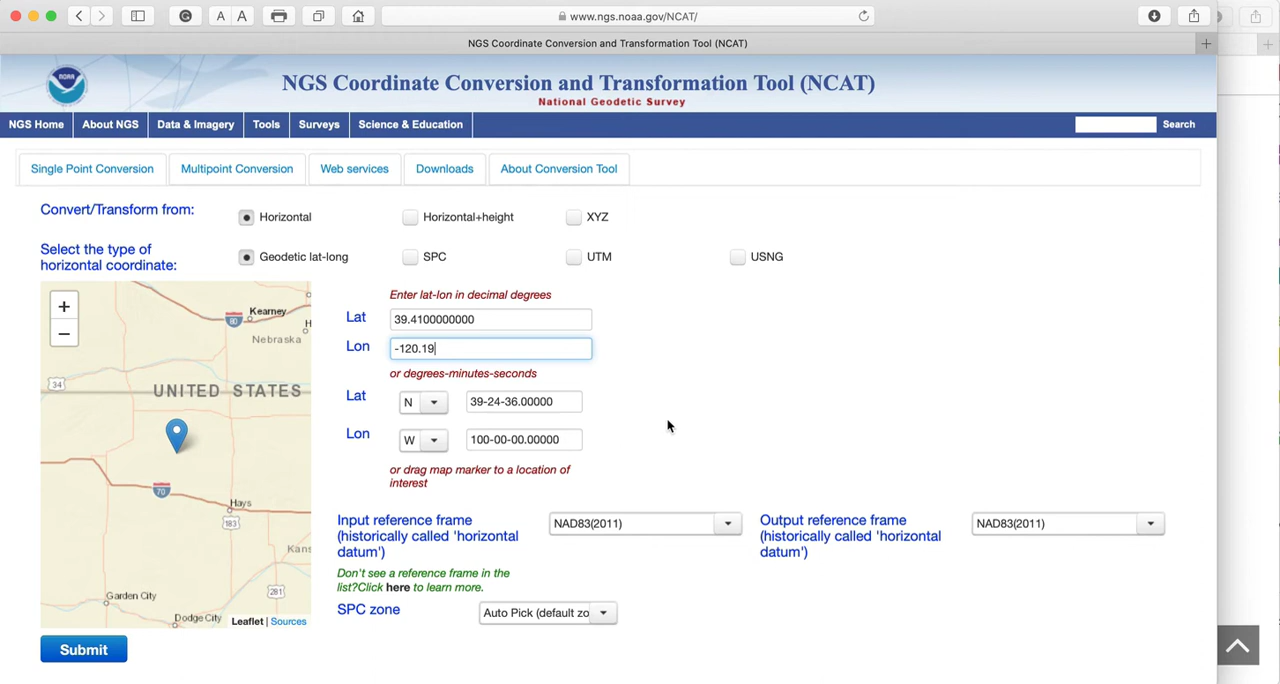 www.ngs.noaa.gov/NCAT/
NGS Coordinate Conversion and Transformation Tool (NCAT)
NOAA
NGS Coordinate Conversion and Transformation Tool (NCAT)
National Geodetic Survey
NGS Home About NGS Data & Imagery Tools Surveys Science & Education Search
Single Point Conversion Multipoint Conversion Web services Downloads About Conversion Tool
Convert/Transform from: Horizontal Horizontal+height XYZ
Select the type of
horizontal coordinate: Geodetic lat-long SPC UTM USNG
Enter lat-lon in decimal degrees
Lat 39.4100000000
Lon -120.19
or degrees-minutes-seconds
Lat N 39-24-36.00000
Lon W 100-00-00.00000
or drag map marker to a location of
interest
+
−
Kearney
80
Nebraska
34
UNITED STATES
70
Hays
183
Kans
281
Garden City
Dodge City
Leaflet | Sources
Input reference frame
(historically called 'horizontal
datum')
NAD83(2011)
Output reference frame
(historically called 'horizontal
datum')
NAD83(2011)
Don't see a reference frame in the
list?Click here to learn more.
SPC zone Auto Pick (default zo
Submit